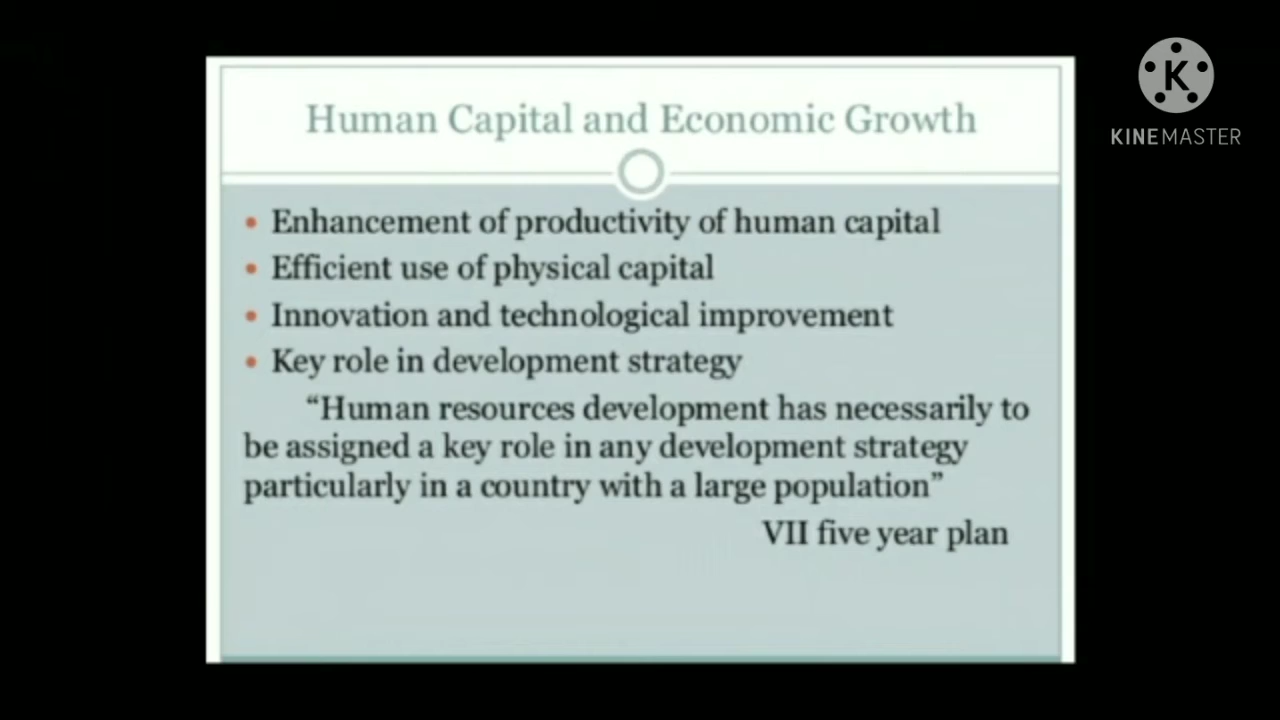 Human Capital and Economic Growth
K
KINEMASTER
• Enhancement of productivity of human capital
• Efficient use of physical capital
• Innovation and technological improvement
• Key role in development strategy
“Human resources development has necessarily to
be assigned a key role in any development strategy
particularly in a country with a large population”
VII five year plan